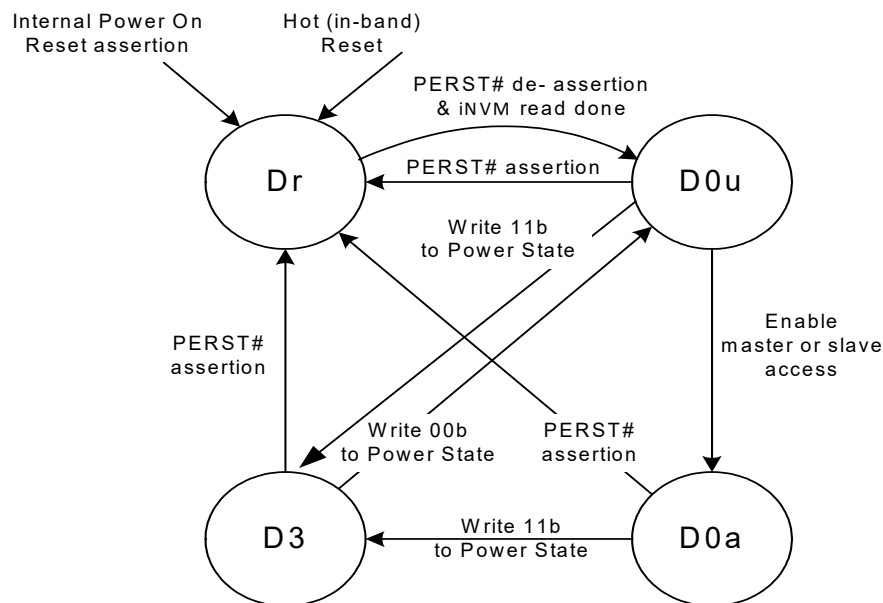 Internal Power On
Reset assertion
Hot (in-band)
Reset
PERST# de- assertion
& iNVM read done
Dr
PERST# assertion
D0u
Write 11b
to Power State
PERST#
assertion
Enable
master or slave
access
Write 00b
to Power State
PERST#
assertion
D3
Write 11b
to Power State
D0a